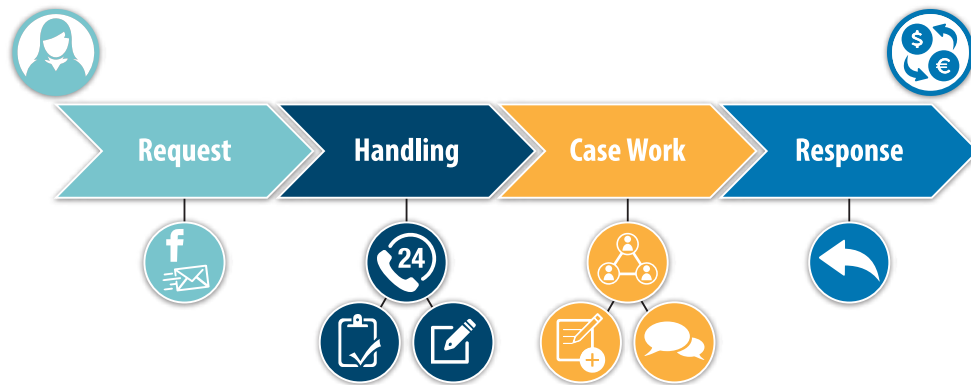 $
€
Request
Handling
Case Work
Response
f
24